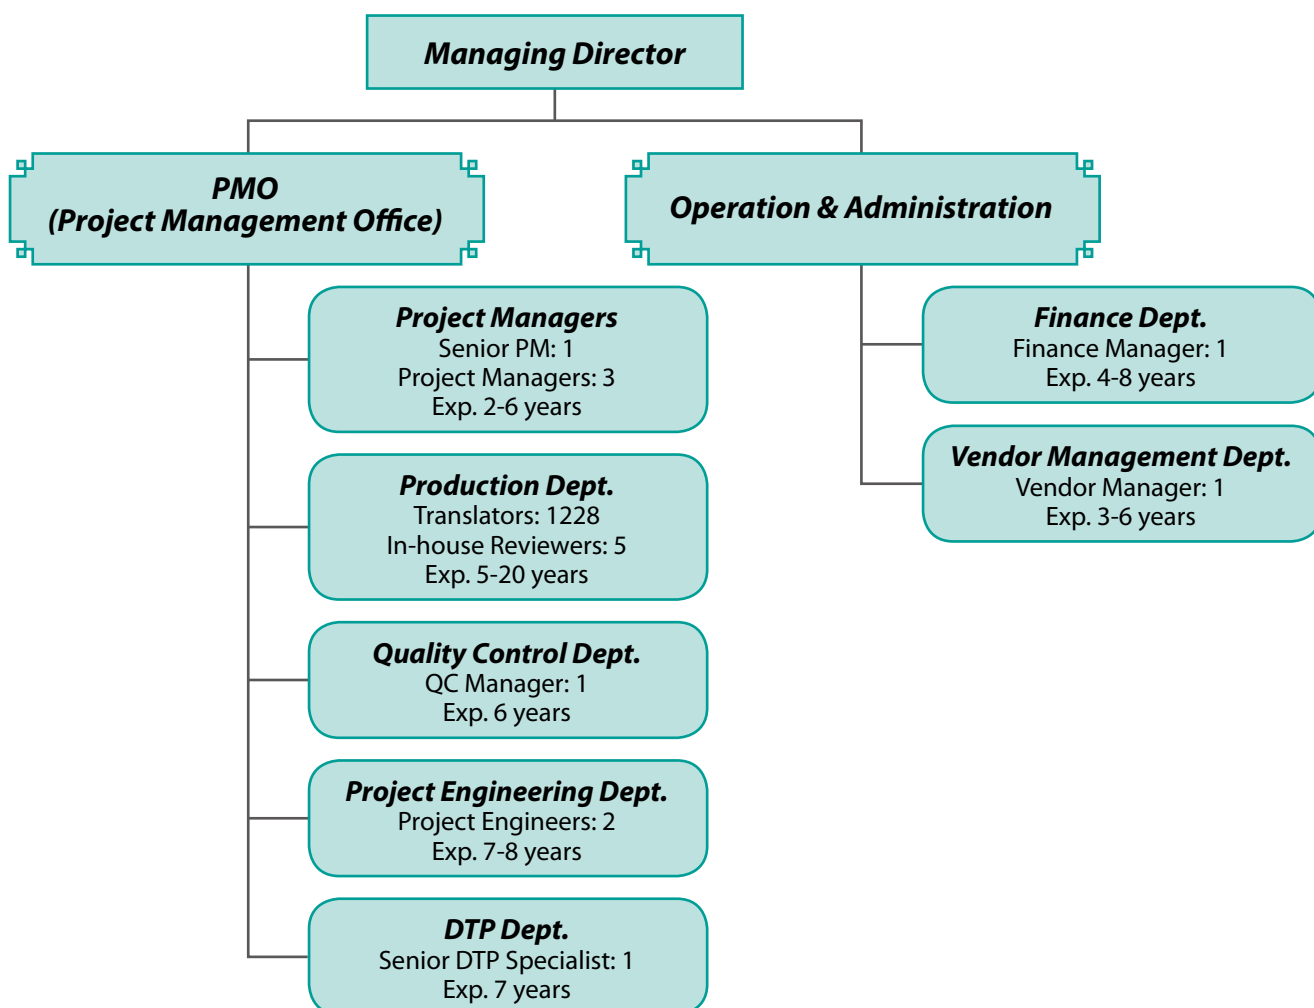 Managing Director
PMO
(Project Management Office)
Operation & Administration
Project Managers
Senior PM: 1
Project Managers: 3
Exp. 2-6 years
Production Dept.
Translators: 1228
In-house Reviewers: 5
Exp. 5-20 years
Quality Control Dept.
QC Manager: 1
Exp. 6 years
Project Engineering Dept.
Project Engineers: 2
Exp. 7-8 years
DTP Dept.
Senior DTP Specialist: 1
Exp. 7 years
Finance Dept.
Finance Manager: 1
Exp. 4-8 years
Vendor Management Dept.
Vendor Manager: 1
Exp. 3-6 years